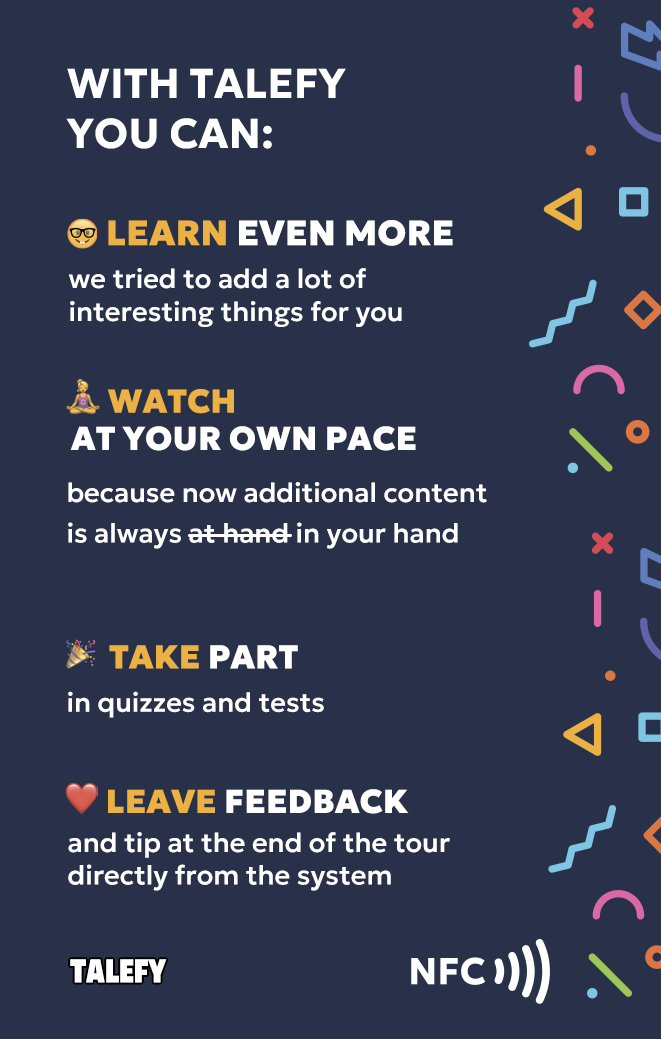 WITH TALEFY
YOU CAN:
🤓 LEARN EVEN MORE
we tried to add a lot of
interesting things for you
🧘‍♀️ WATCH
AT YOUR OWN PACE
because now additional content
is always at hand in your hand
🎉 TAKE PART
in quizzes and tests
❤️ LEAVE FEEDBACK
and tip at the end of the tour
directly from the system
TALEFY
NFC